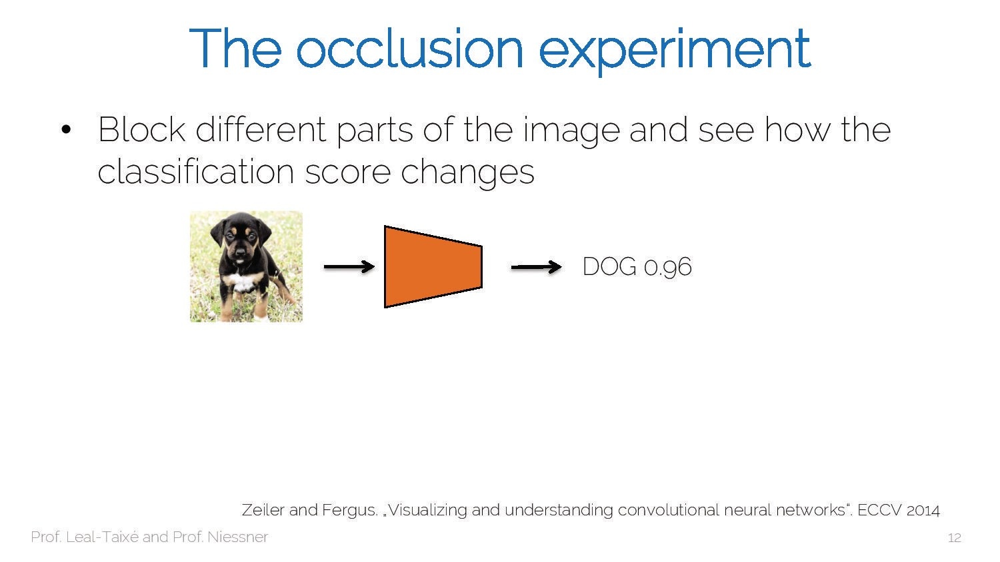 The occlusion experiment
• Block different parts of the image and see how the
classification score changes
DOG 0.96
Zeiler and Fergus. „Visualizing and understanding convolutional neural networks“. ECCV 2014
Prof. Leal-Taixé and Prof. Niessner
12